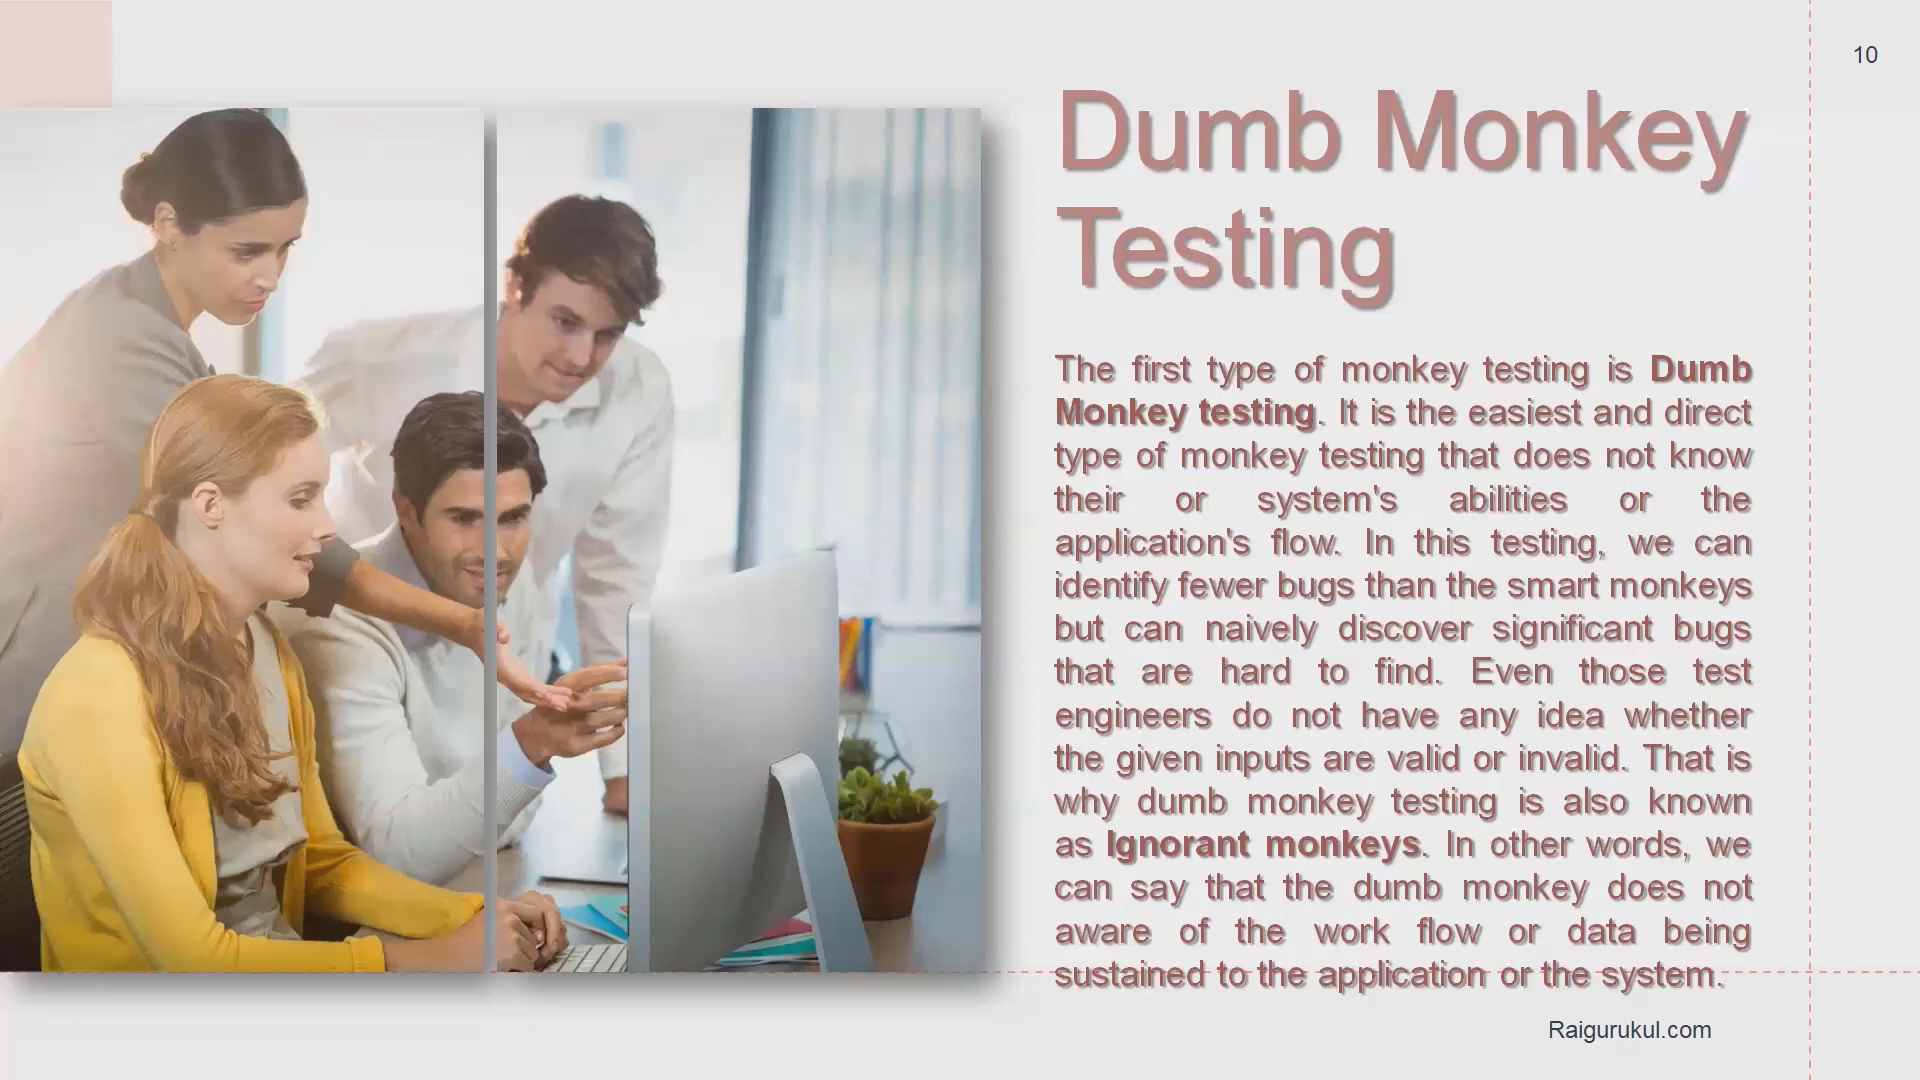 10
Dumb Monkey
Testing
The first type of monkey testing is Dumb
Monkey testing. It is the easiest and direct
type of monkey testing that does not know
their or system's abilities or the
application's flow. In this testing, we can
identify fewer bugs than the smart monkeys
but can naively discover significant bugs
that are hard to find. Even those test
engineers do not have any idea whether
the given inputs are valid or invalid. That is
why dumb monkey testing is also known
as Ignorant monkeys. In other words, we
can say that the dumb monkey does not
aware of the work flow or data being
sustained to the application or the system.
Raigurukul.com